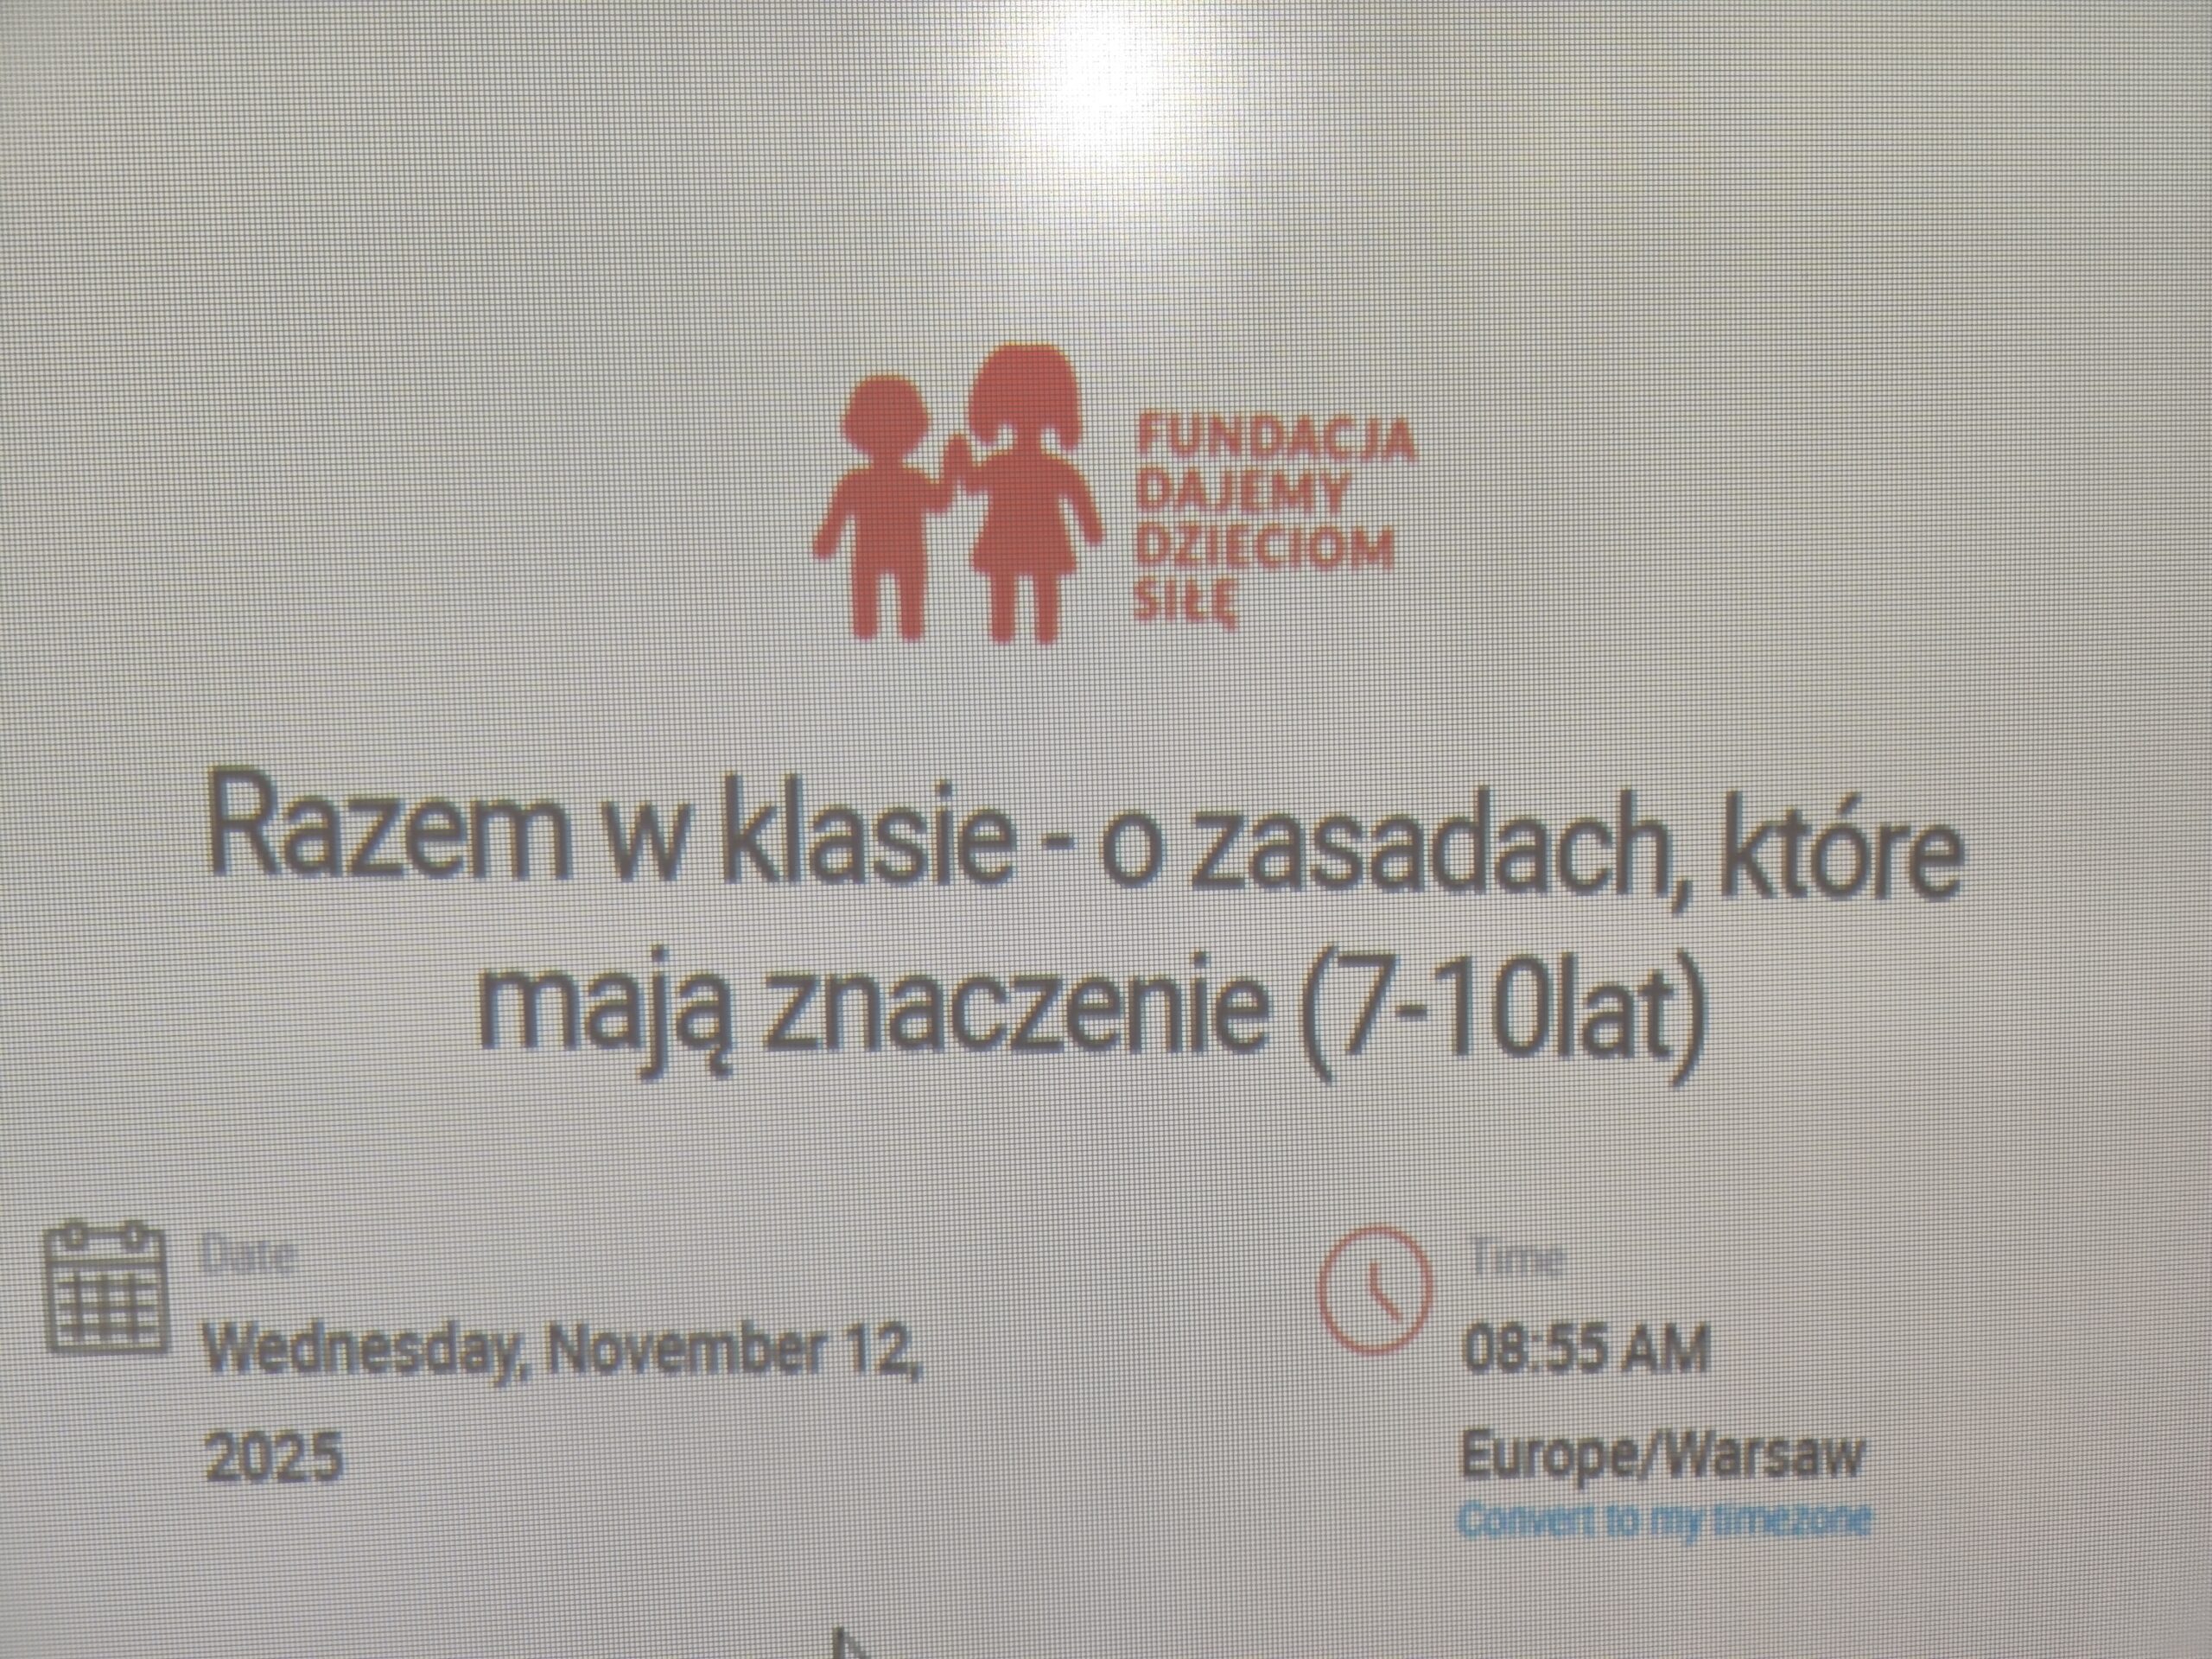 FUNDACJA
DAJEMY
DZIECIOM
SIŁĘ
Razem w klasie - o zasadach, które
mają znaczenie (7-10lat)
Date
Wednesday, November 12,
2025
Time
08:55 AM
Europe/Warsaw
Convert to my timezone